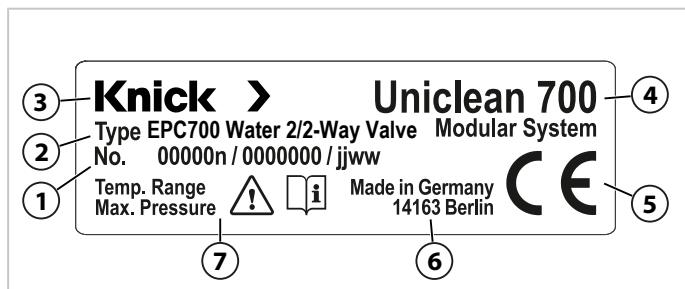 Knick >
Uniclean 700
Type EPC700 Water 2/2-Way Valve
Modular System
No. 00000n / 0000000 / jjww
Temp. Range
Max. Pressure
i
Made in Germany
14163 Berlin
CE
1
2
3
4
5
6
7